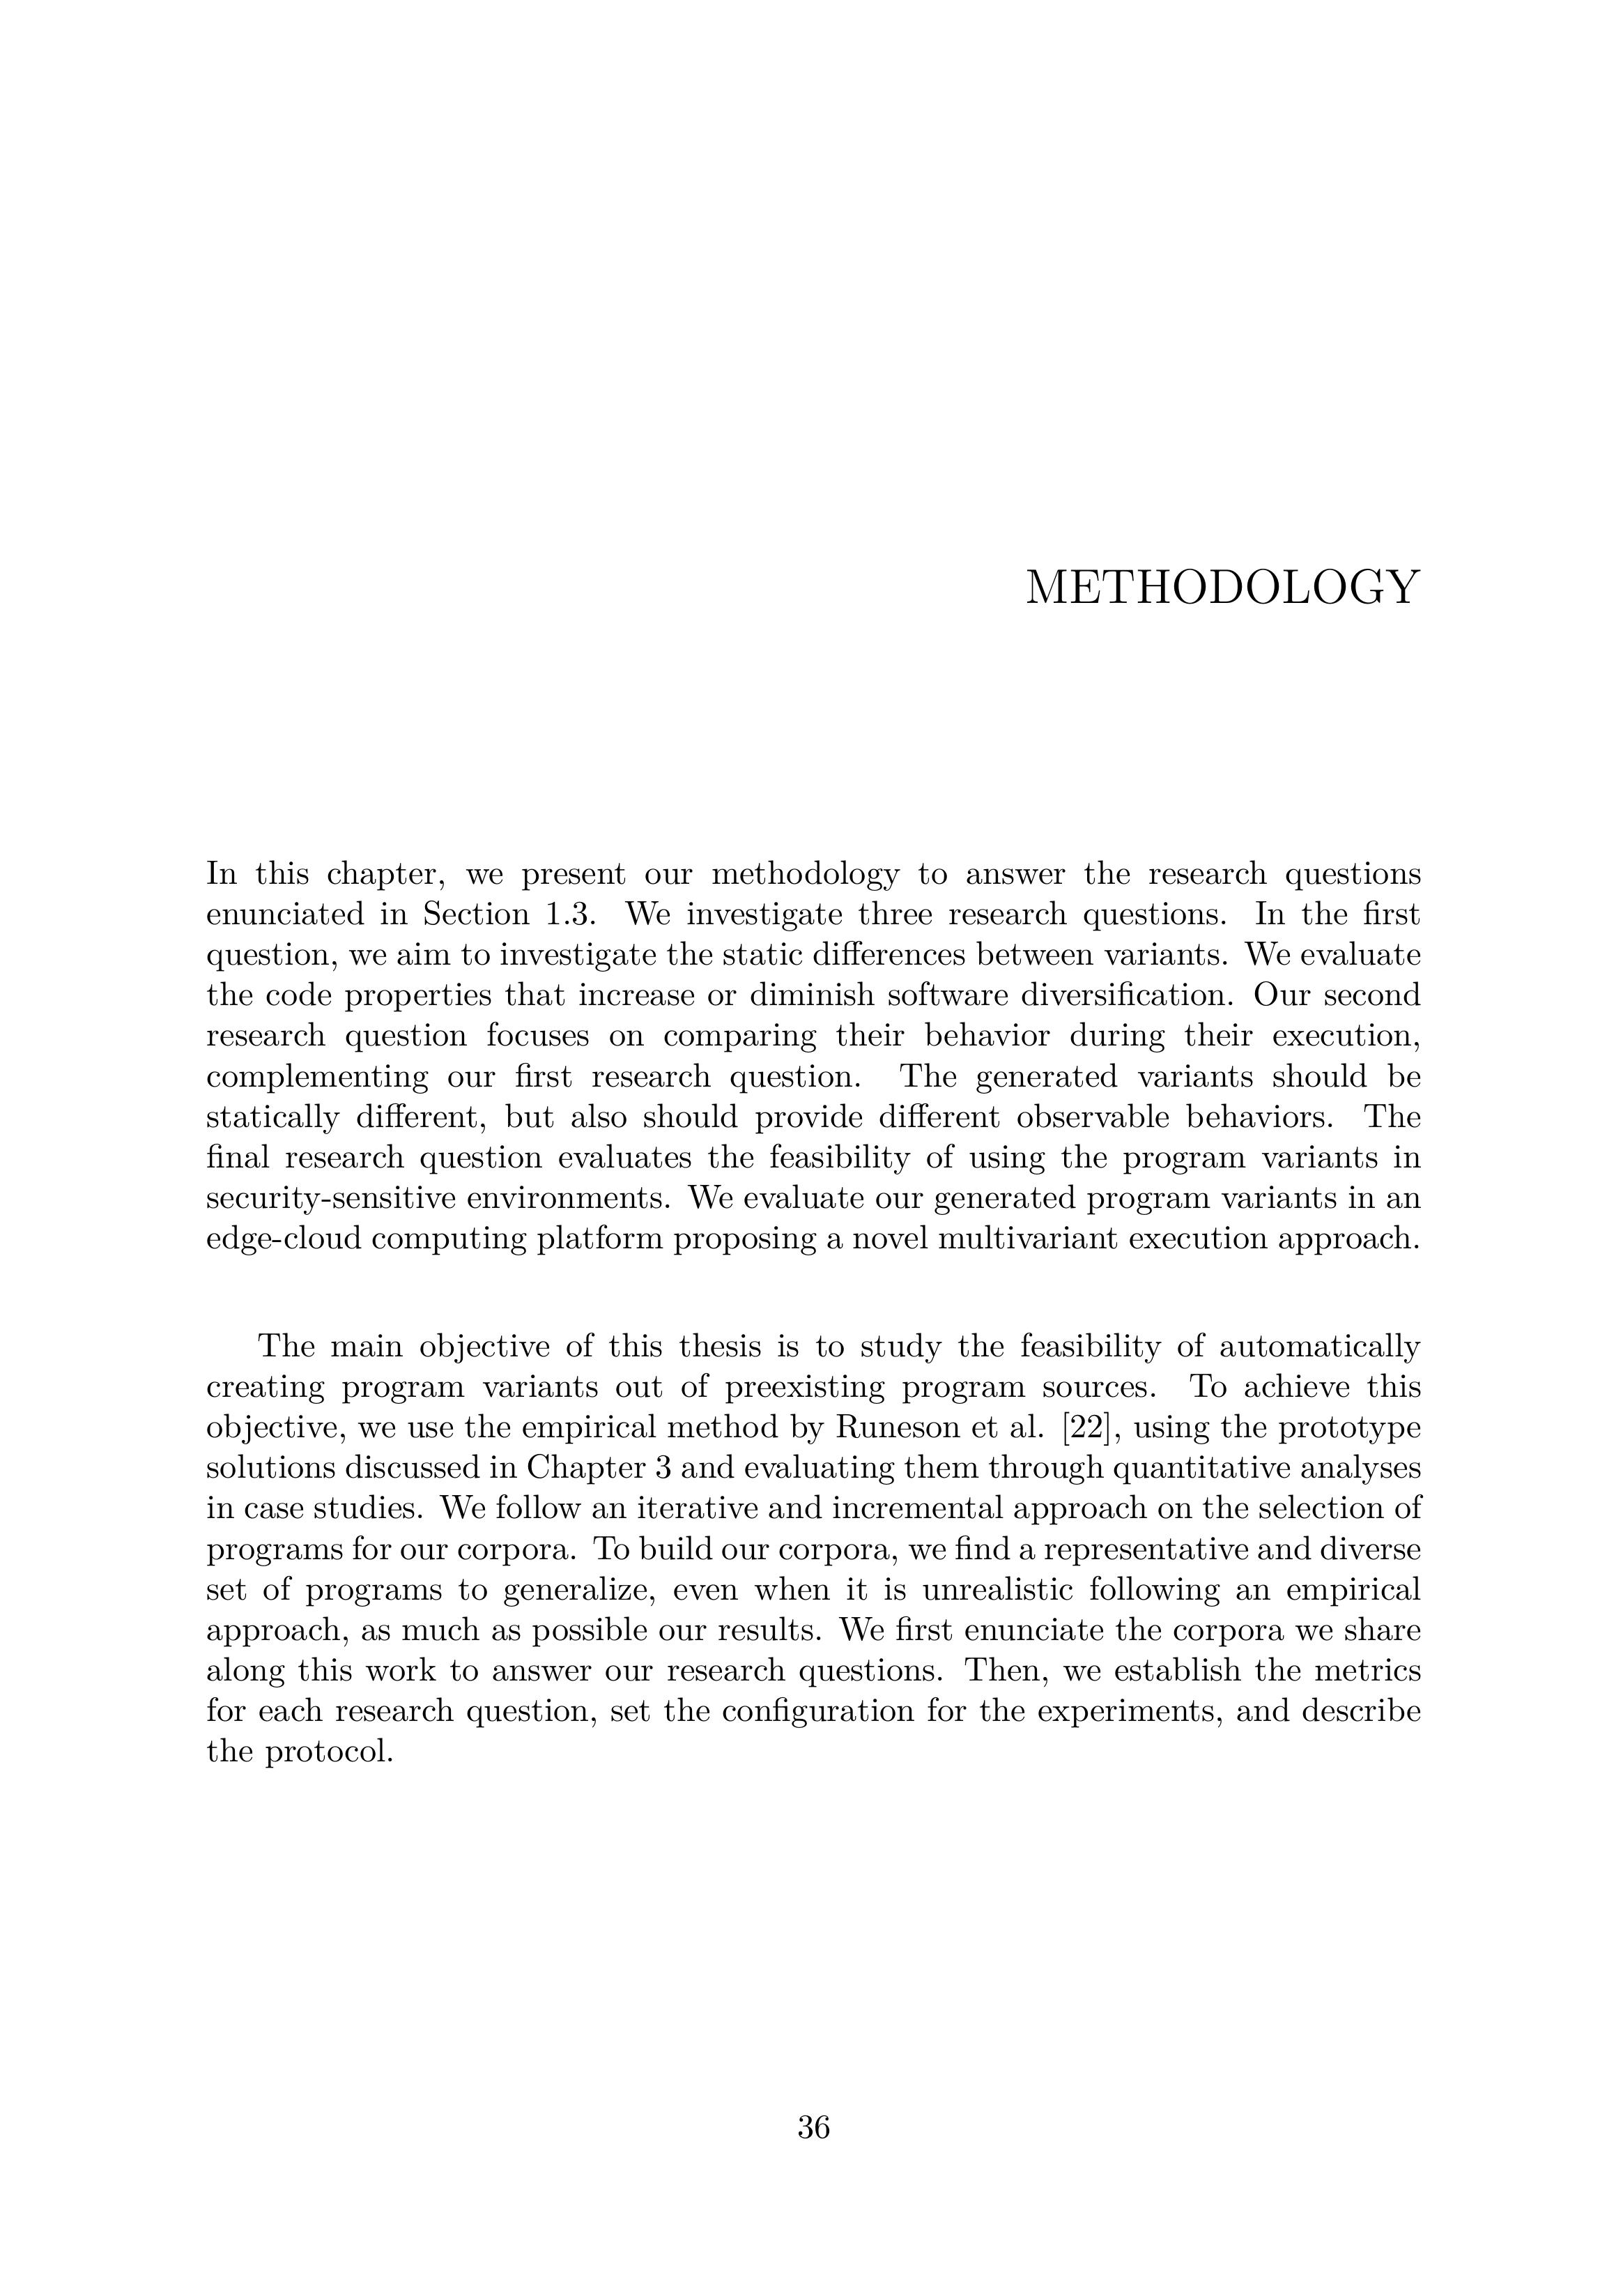 METHODOLOGY
In this chapter, we present our methodology to answer the research questions
enunciated in Section 1.3. We investigate three research questions. In the first
question, we aim to investigate the static differences between variants. We evaluate
the code properties that increase or diminish software diversification. Our second
research question focuses on comparing their behavior during their execution,
complementing our first research question. The generated variants should be
statically different, but also should provide different observable behaviors. The
final research question evaluates the feasibility of using the program variants in
security-sensitive environments. We evaluate our generated program variants in an
edge-cloud computing platform proposing a novel multivariant execution approach.
The main objective of this thesis is to study the feasibility of automatically
creating program variants out of preexisting program sources. To achieve this
objective, we use the empirical method by Runeson et al. [22], using the prototype
solutions discussed in Chapter 3 and evaluating them through quantitative analyses
in case studies. We follow an iterative and incremental approach on the selection of
programs for our corpora. To build our corpora, we find a representative and diverse
set of programs to generalize, even when it is unrealistic following an empirical
approach, as much as possible our results. We first enunciate the corpora we share
along this work to answer our research questions. Then, we establish the metrics
for each research question, set the configuration for the experiments, and describe
the protocol.
36